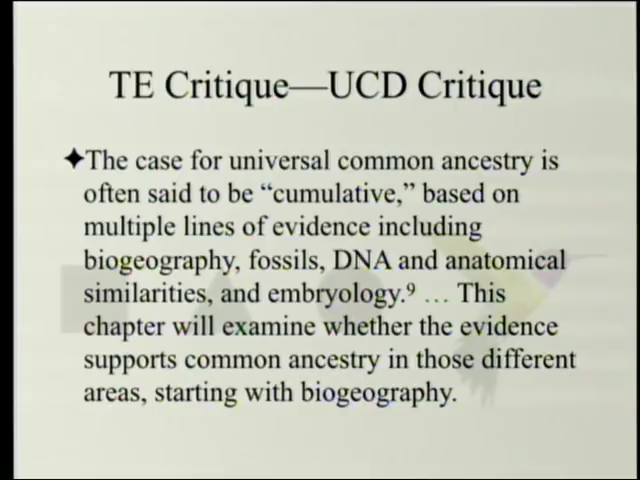 TE Critique—UCD Critique
✦The case for universal common ancestry is
often said to be “cumulative,” based on
multiple lines of evidence including
biogeography, fossils, DNA and anatomical
similarities, and embryology.⁹ … This
chapter will examine whether the evidence
supports common ancestry in those different
areas, starting with biogeography.